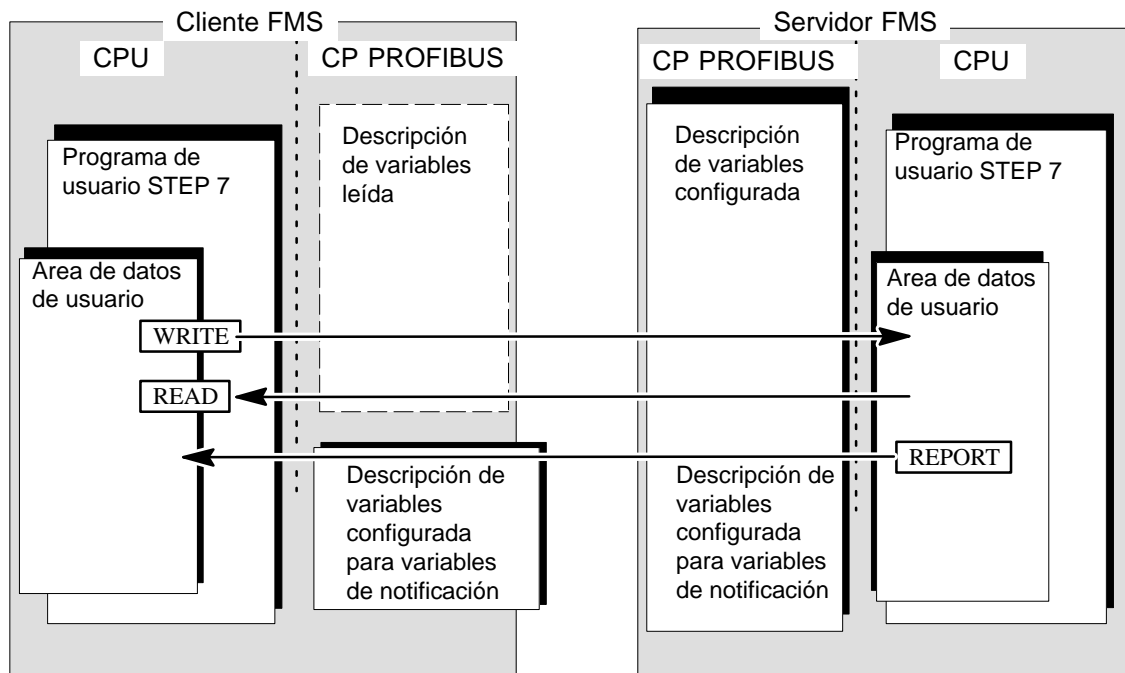 Cliente FMS
CPU
CP PROFIBUS
Programa de
usuario STEP 7
Descripción
de variables
leída
Area de datos
de usuario
WRITE
READ
Descripción de
variables
configurada
para variables
de notificación
Servidor FMS
CP PROFIBUS
CPU
Descripción
de variables
configurada
Programa de
usuario STEP 7
Area de datos
de usuario
REPORT
Descripción de
variables
configurada
para variables
de notificación